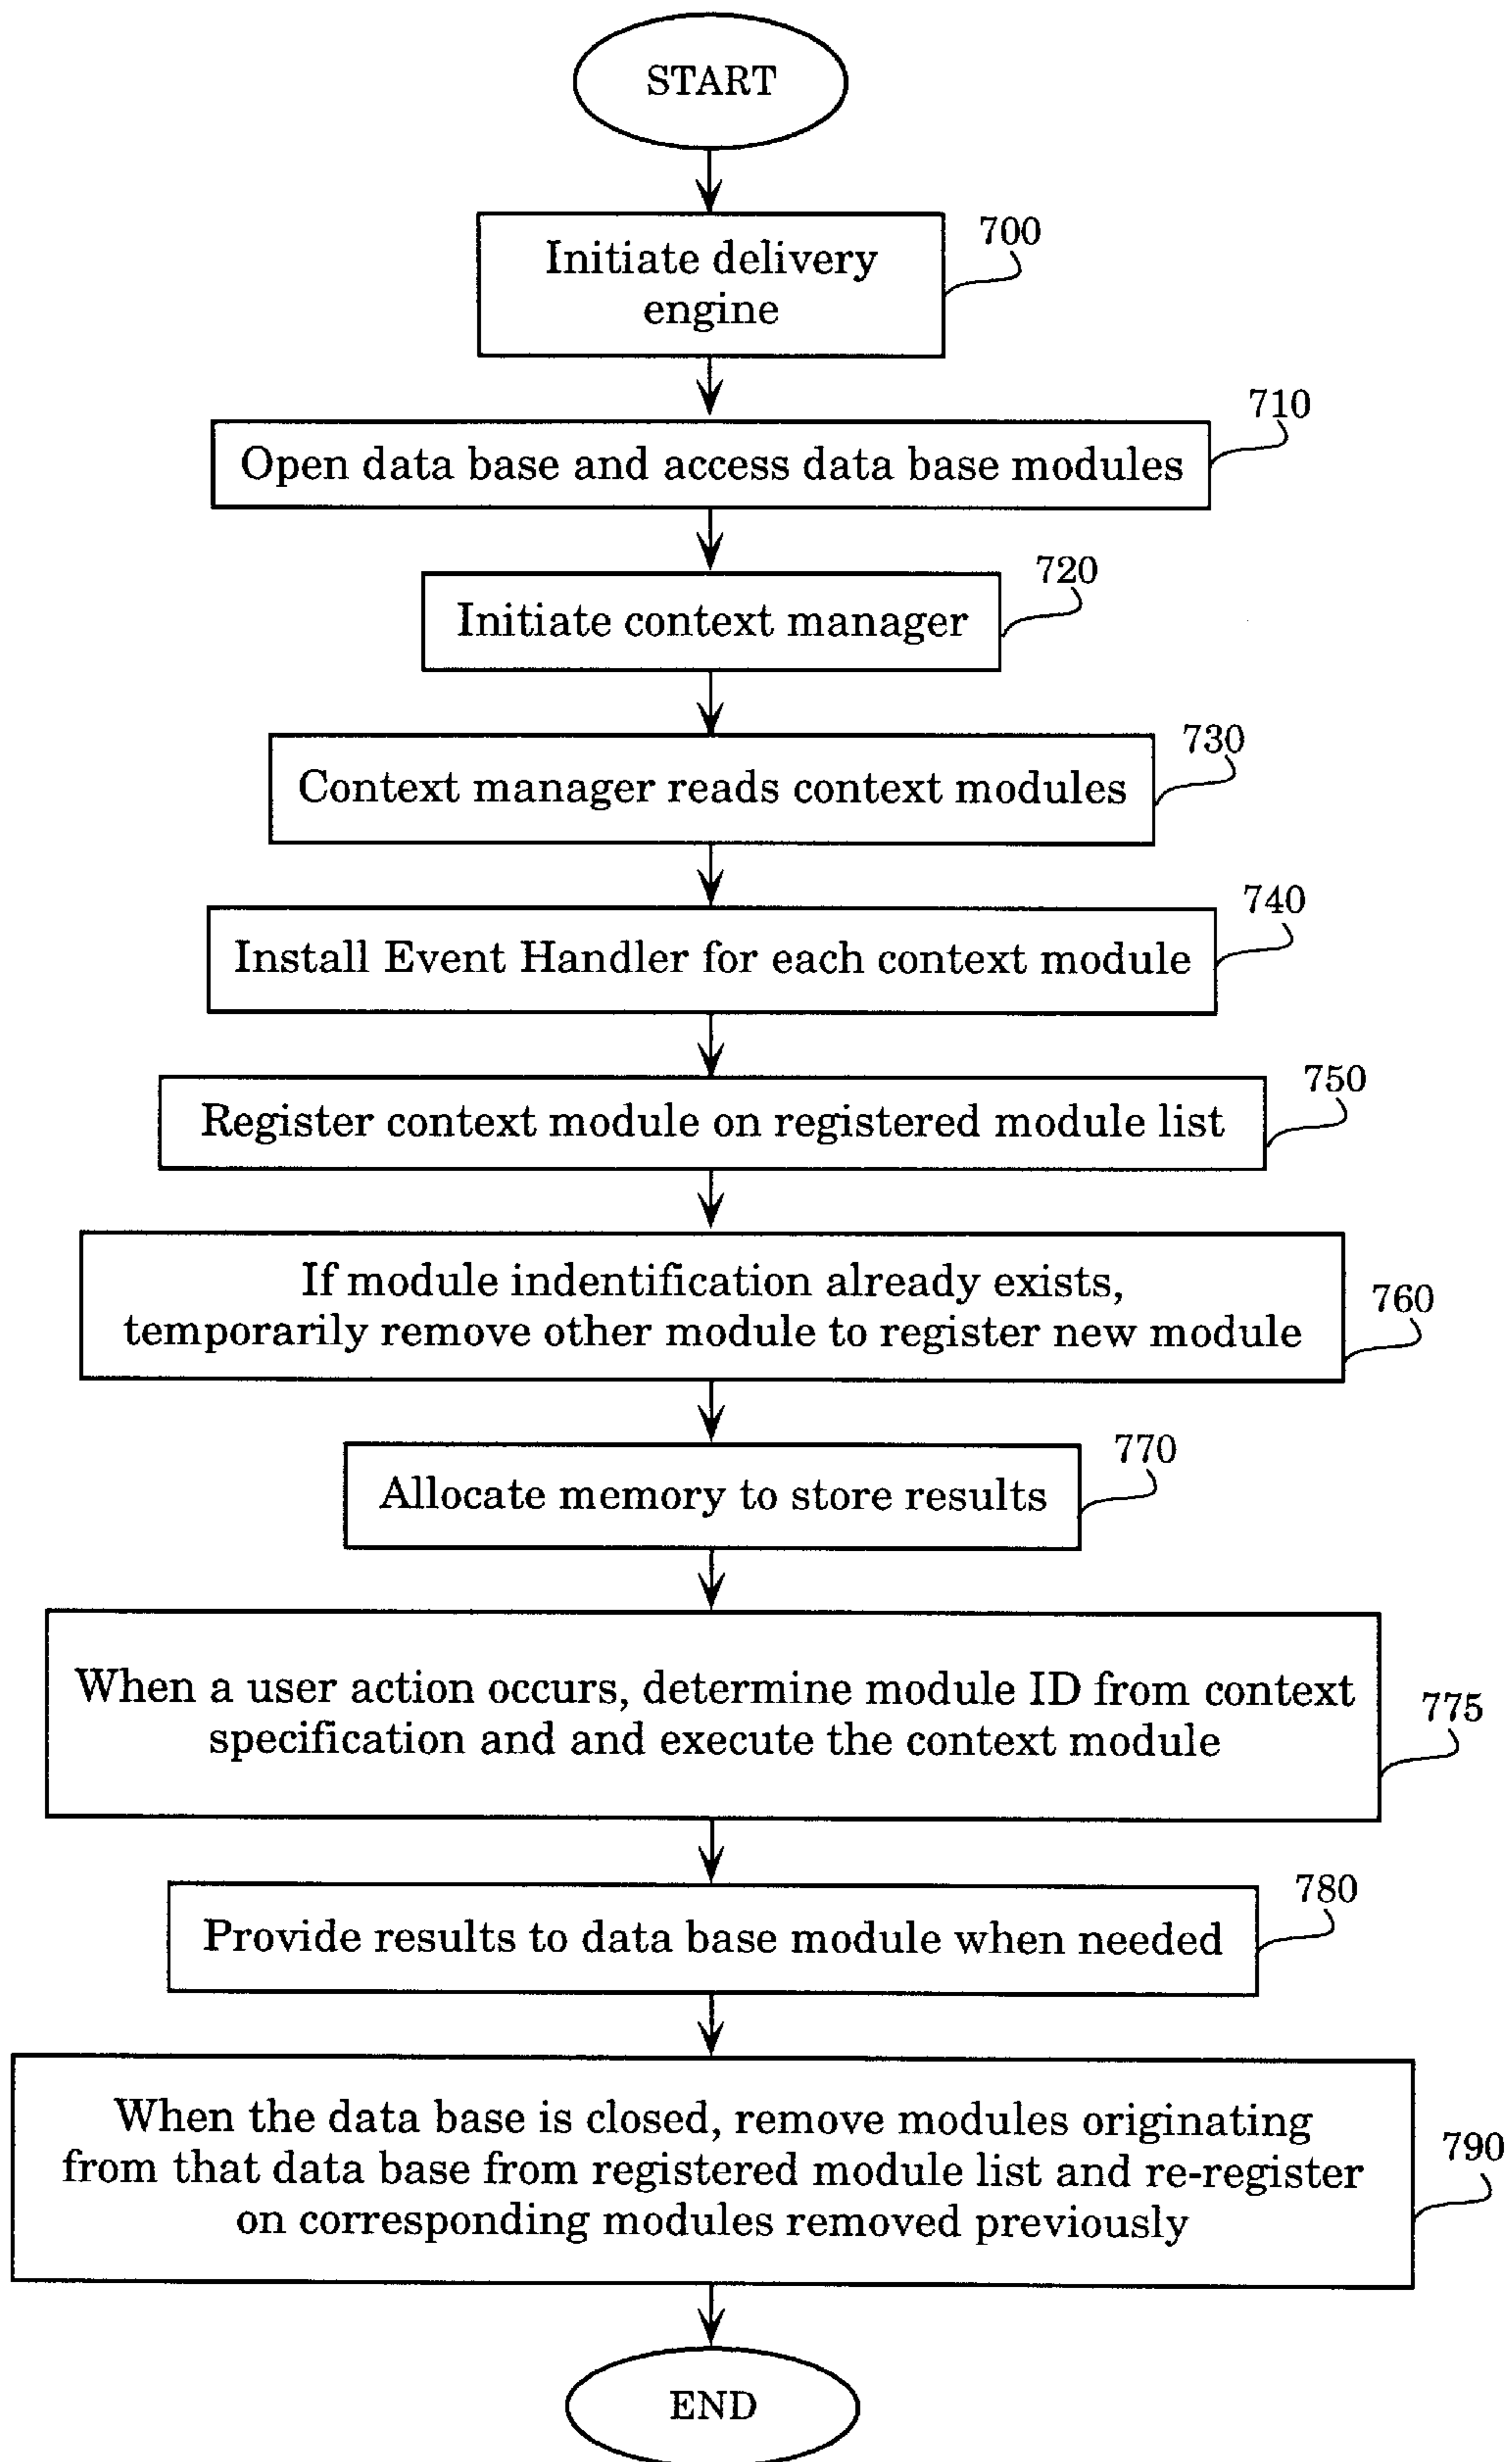 START
700
Initiate delivery
engine
710
Open data base and access data base modules
720
Initiate context manager
730
Context manager reads context modules
740
Install Event Handler for each context module
750
Register context module on registered module list
760
If module indentification already exists,
temporarily remove other module to register new module
770
Allocate memory to store results
775
When a user action occurs, determine module ID from context
specification and and execute the context module
780
Provide results to data base module when needed
790
When the data base is closed, remove modules originating
from that data base from registered module list and re-register
on corresponding modules removed previously
END